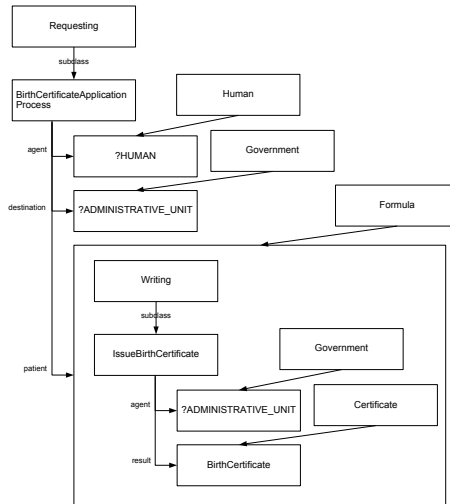 Requesting
subclass
BirthCertificateApplication
Process
Human
agent
?HUMAN
Government
destination
?ADMINISTRATIVE_UNIT
Formula
Writing
subclass
IssueBirthCertificate
Government
patient
agent
?ADMINISTRATIVE_UNIT
Certificate
result
BirthCertificate